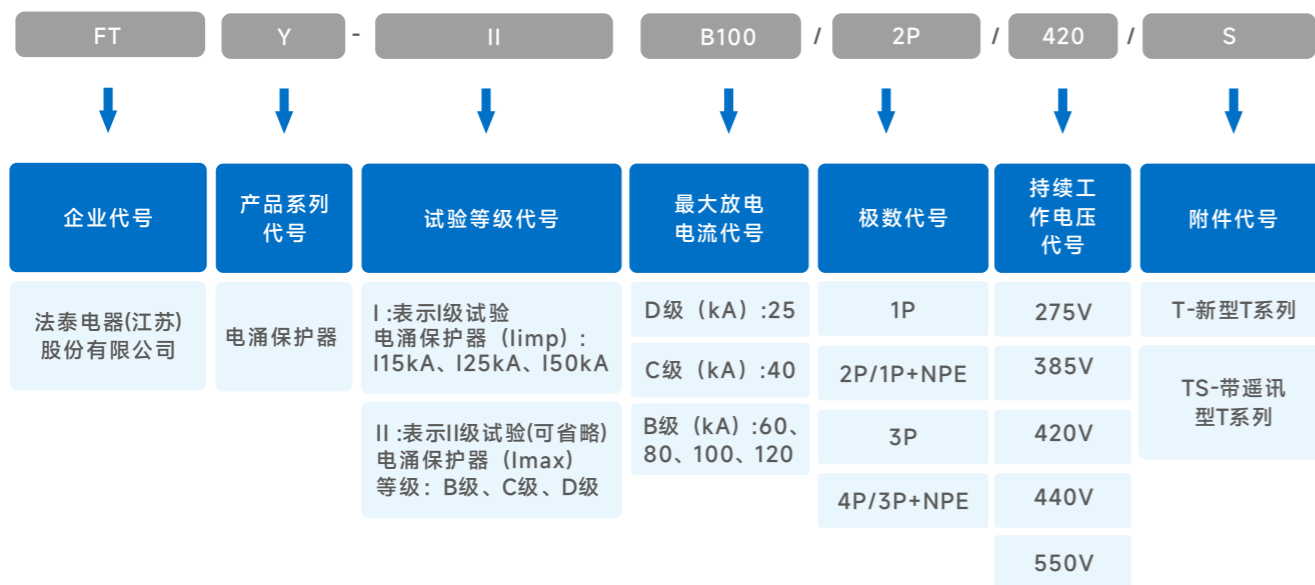 FT Y - II B100 / 2P / 420 / S
企业代号
产品系列
代号
试验等级代号
最大放电
电流代号
极数代号
持续工
作电压
代号
附件代号
法泰电器(江苏)
股份有限公司
电涌保护器
I :表示I级试验
电涌保护器（Iimp）:
I15kA、I25kA、I50kA
II :表示II级试验(可省略)
电涌保护器（Imax）
等级：B级、C级、D级
D级（kA）:25
C级（kA）:40
B级（kA）:60、
80、100、120
1P
2P/1P+NPE
3P
4P/3P+NPE
275V
385V
420V
440V
550V
T-新型T系列
TS-带遥讯
型T系列